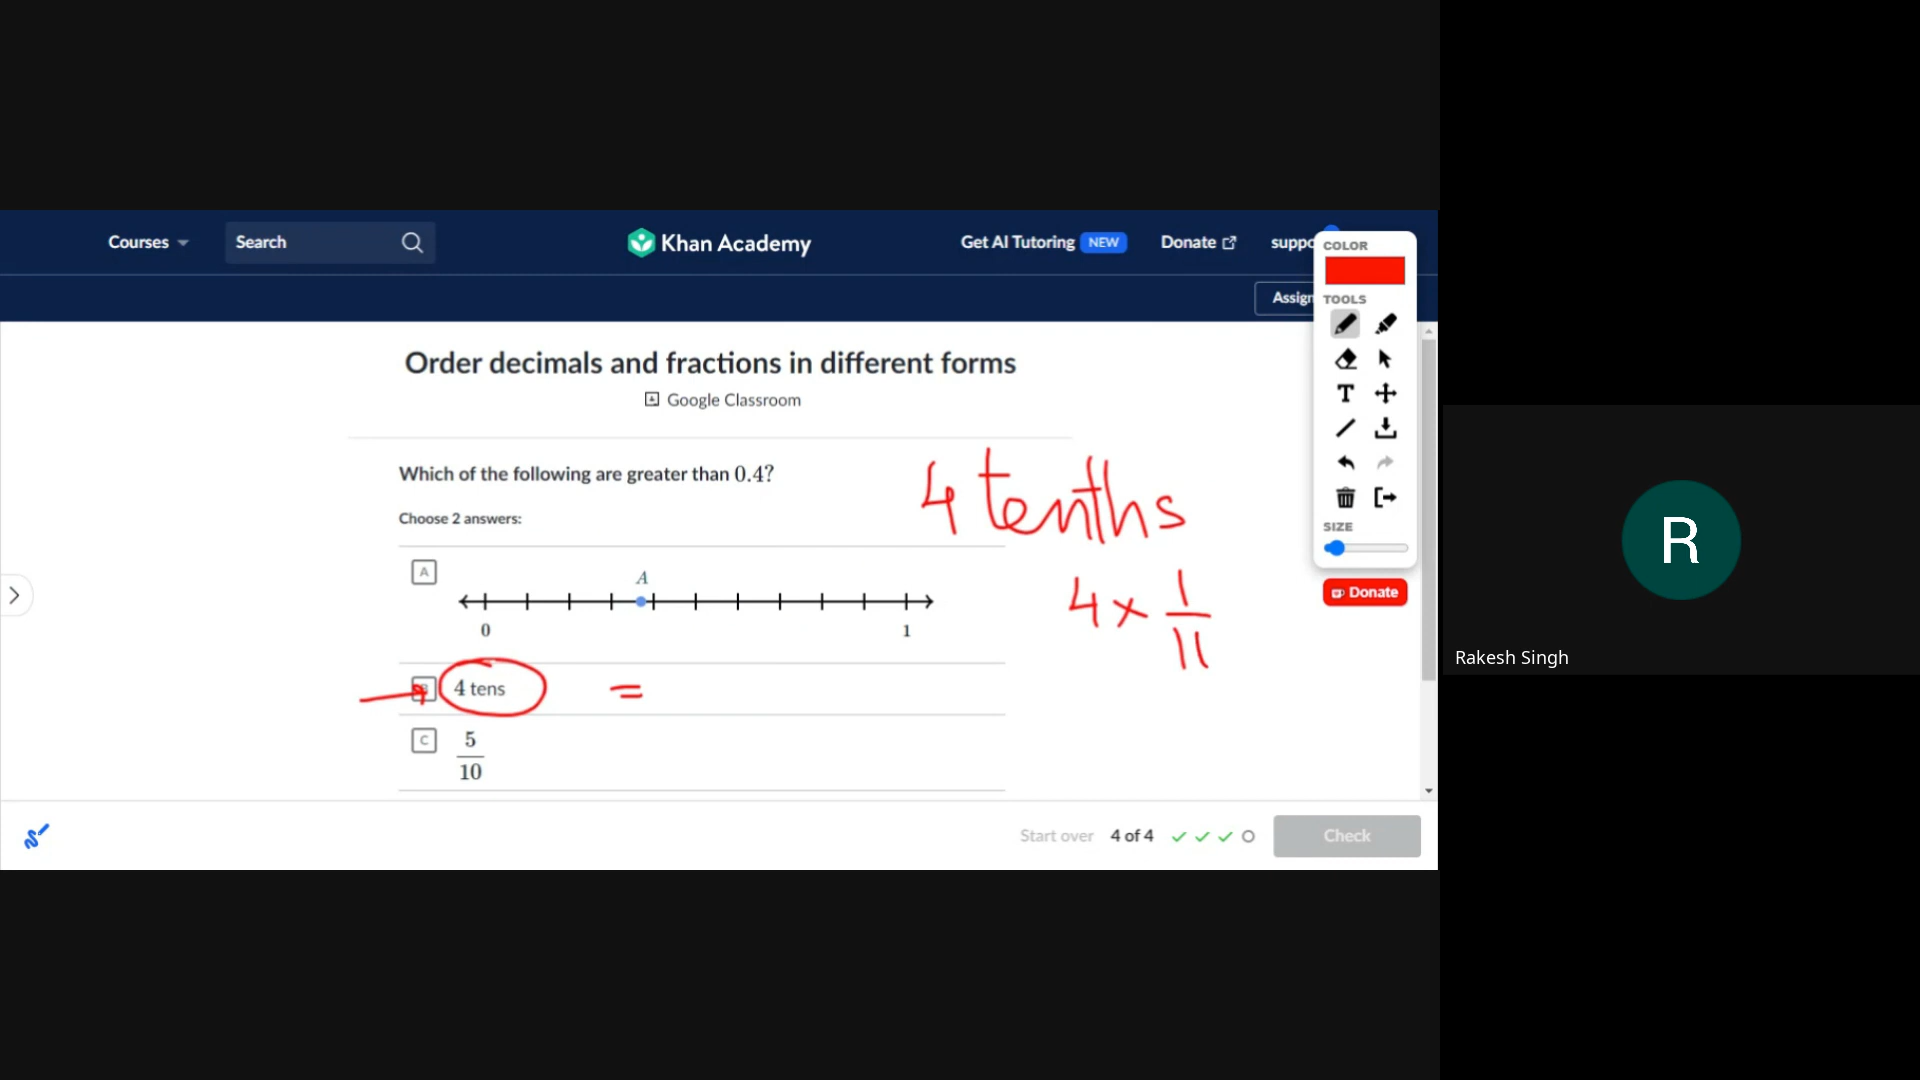 Courses
Search
Khan Academy
Get AI Tutoring NEW
Donate
suppo
COLOR
Assign
TOOLS
Order decimals and fractions in different forms
Google Classroom
Which of the following are greater than 0.4?
4 tenths
Choose 2 answers:
SIZE
A
A
0
1
4 × 1/11
Donate
Rakesh Singh
R
4 tens =
C 5/10
Start over 4 of 4
Check